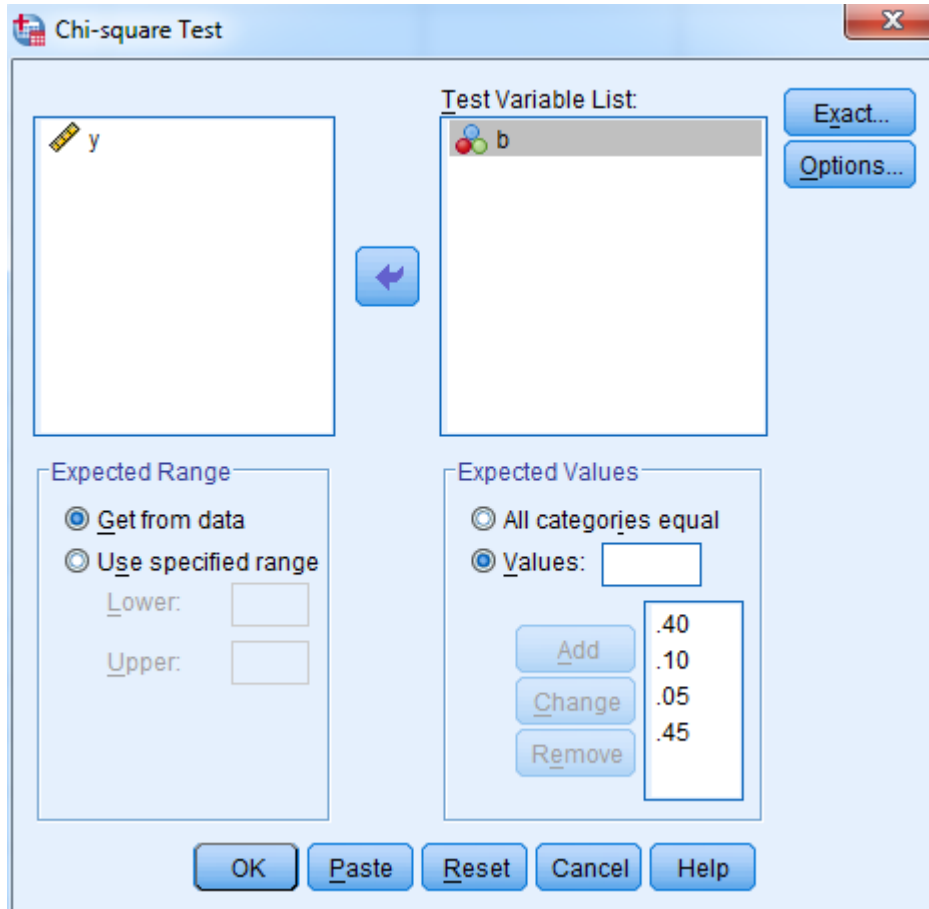 Chi-square Test
y
Test Variable List:
b
Exact...
Options...
Expected Range
Get from data
Use specified range
Lower:
Upper:
Expected Values
All categories equal
Values:
Add
Change
Remove
.40
.10
.05
.45
OK
Paste
Reset
Cancel
Help